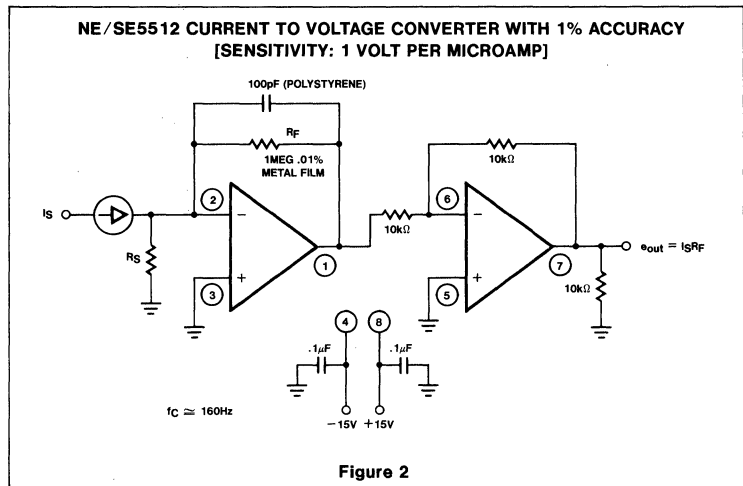 NE/SE5512 CURRENT TO VOLTAGE CONVERTER WITH 1% ACCURACY
[SENSITIVITY: 1 VOLT PER MICROAMP]
100pF (POLYSTYRENE)
RF
1MEG .01%
METAL FILM
10kΩ
2
6
IS
−
−
10kΩ
1
7
eout = ISRF
RS
3
+
5
+
10kΩ
4
8
.1μF
.1μF
fC ≃ 160Hz
−15V +15V
Figure 2